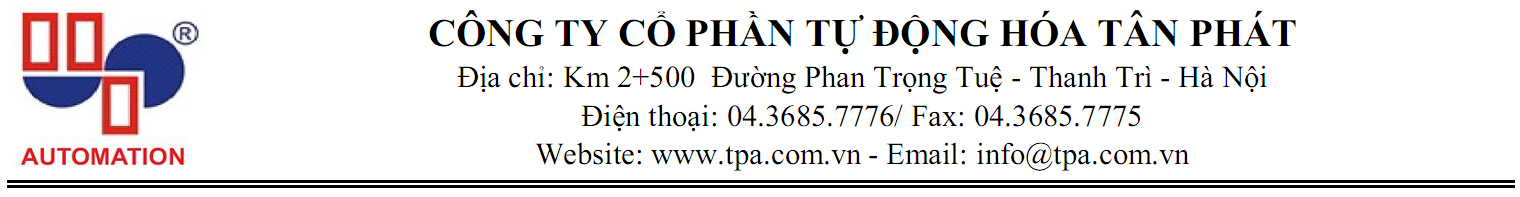 ®
AUTOMATION
CÔNG TY CỔ PHẦN TỰ ĐỘNG HÓA TÂN PHÁT
Địa chỉ: Km 2+500 Đường Phan Trọng Tuệ - Thanh Trì - Hà Nội
Điện thoại: 04.3685.7776/ Fax: 04.3685.7775
Website: www.tpa.com.vn - Email: info@tpa.com.vn